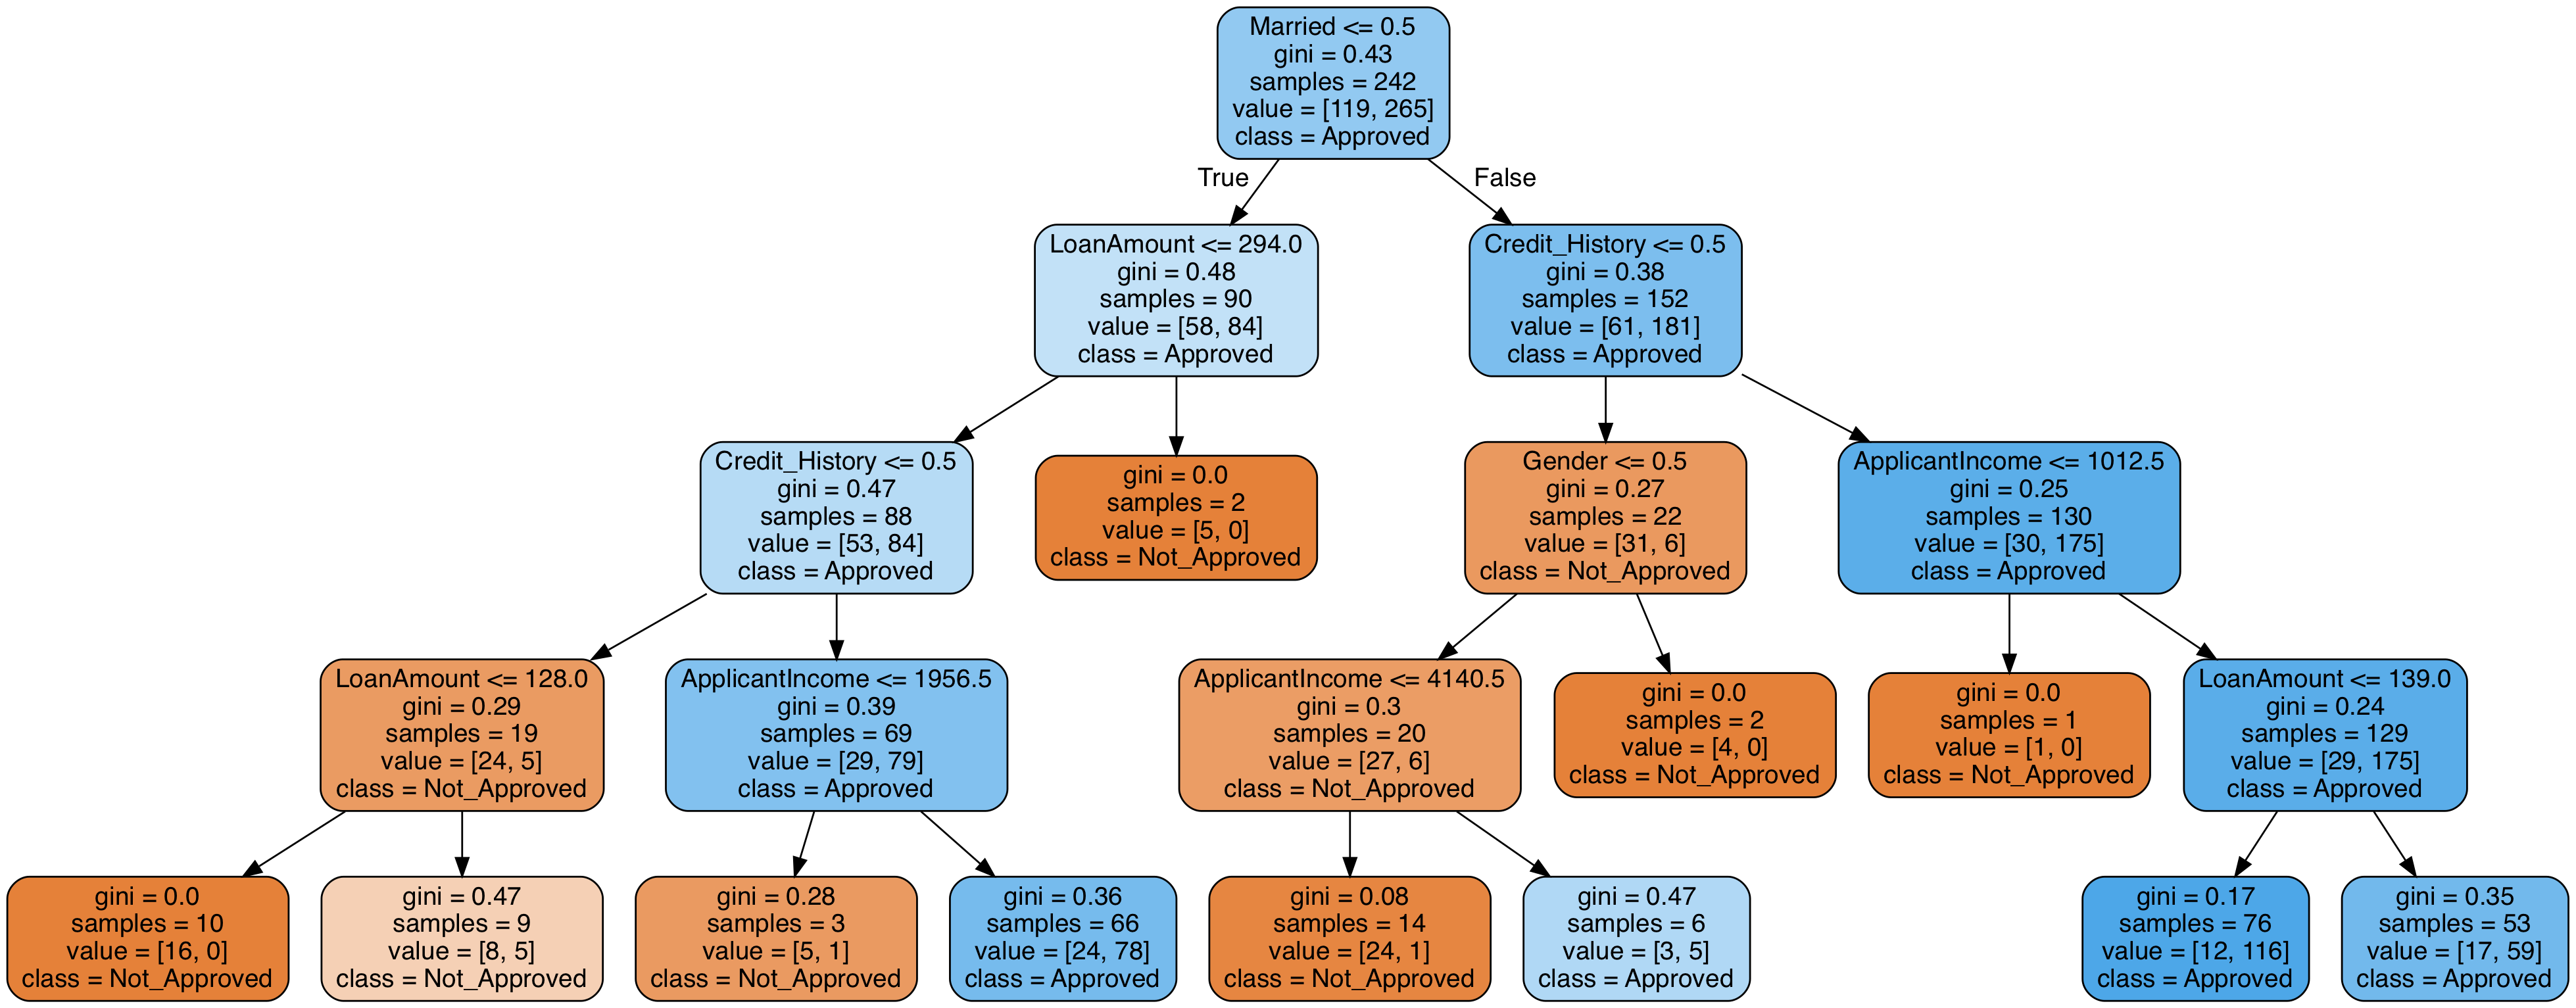 Married <= 0.5
gini = 0.43
samples = 242
value = [119, 265]
class = Approved
True
False
LoanAmount <= 294.0
gini = 0.48
samples = 90
value = [58, 84]
class = Approved
Credit_History <= 0.5
gini = 0.38
samples = 152
value = [61, 181]
class = Approved
Credit_History <= 0.5
gini = 0.47
samples = 88
value = [53, 84]
class = Approved
gini = 0.0
samples = 2
value = [5, 0]
class = Not_Approved
Gender <= 0.5
gini = 0.27
samples = 22
value = [31, 6]
class = Not_Approved
ApplicantIncome <= 1012.5
gini = 0.25
samples = 130
value = [30, 175]
class = Approved
LoanAmount <= 128.0
gini = 0.29
samples = 19
value = [24, 5]
class = Not_Approved
ApplicantIncome <= 1956.5
gini = 0.39
samples = 69
value = [29, 79]
class = Approved
ApplicantIncome <= 4140.5
gini = 0.3
samples = 20
value = [27, 6]
class = Not_Approved
gini = 0.0
samples = 2
value = [4, 0]
class = Not_Approved
gini = 0.0
samples = 1
value = [1, 0]
class = Not_Approved
LoanAmount <= 139.0
gini = 0.24
samples = 129
value = [29, 175]
class = Approved
gini = 0.0
samples = 10
value = [16, 0]
class = Not_Approved
gini = 0.47
samples = 9
value = [8, 5]
class = Not_Approved
gini = 0.28
samples = 3
value = [5, 1]
class = Not_Approved
gini = 0.36
samples = 66
value = [24, 78]
class = Approved
gini = 0.08
samples = 14
value = [24, 1]
class = Not_Approved
gini = 0.47
samples = 6
value = [3, 5]
class = Approved
gini = 0.17
samples = 76
value = [12, 116]
class = Approved
gini = 0.35
samples = 53
value = [17, 59]
class = Approved